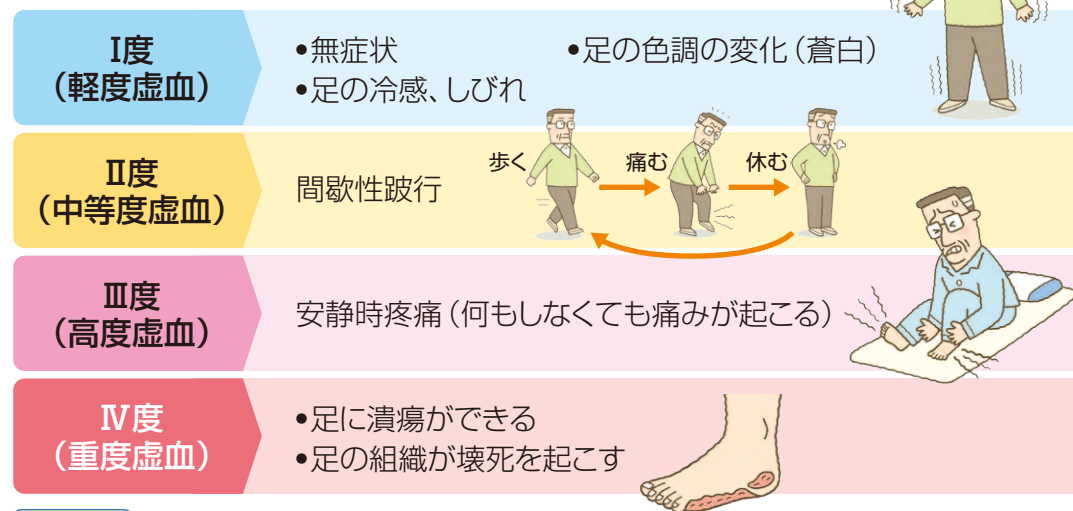 Ⅰ度
（軽度虚血）
●無症状
●足の色調の変化（蒼白）
●足の冷感、しびれ
Ⅱ度
（中等度虚血）
間歇性跛行
歩く
痛む
休む
Ⅲ度
（高度虚血）
安静時疼痛（何もしなくても痛みが起こる）
Ⅳ度
（重度虚血）
●足に潰瘍ができる
●足の組織が壊死を起こす